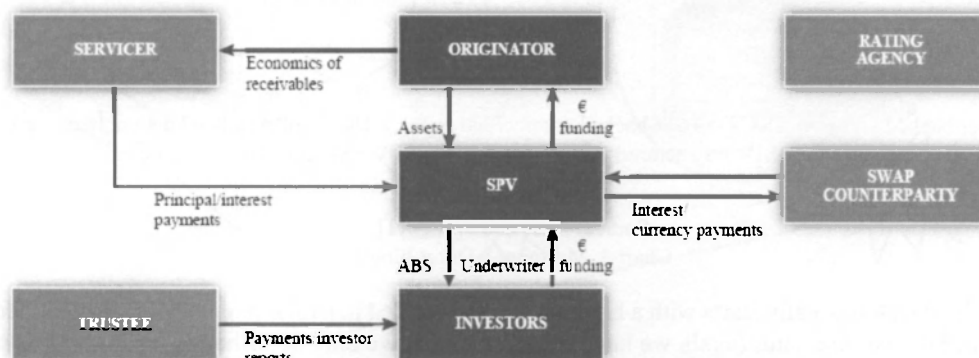 SERVICER
ORIGINATOR
RATING
AGENCY
Economics of
receivables
Assets
€
funding
SPV
SWAP
COUNTERPARTY
Principal/interest
payments
Interest/
currency payments
ABS
Underwriter
€
funding
TRUSTEE
INVESTORS
Payments/investor
reports